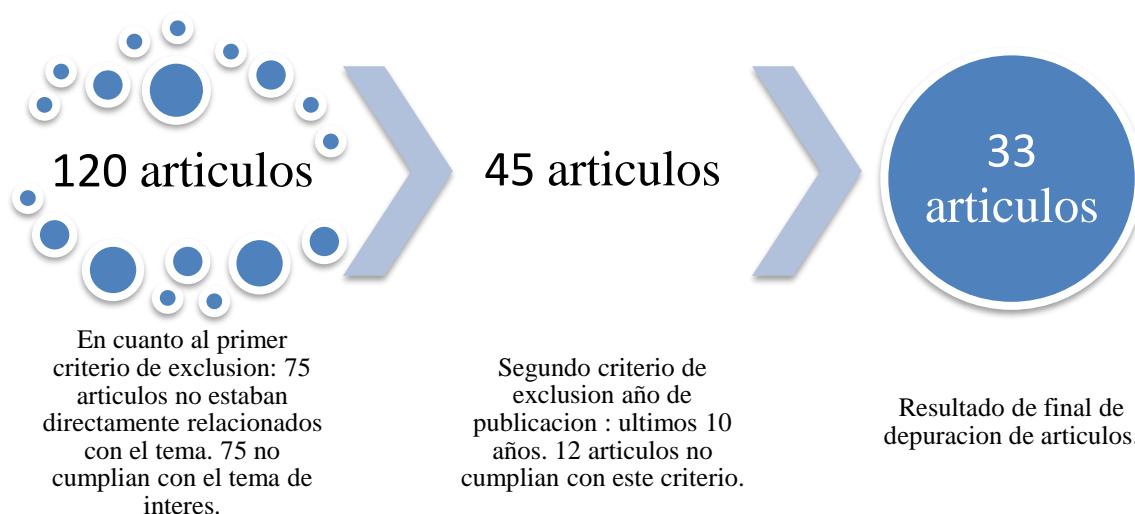 120 articulos
En cuanto al primer
criterio de exclusion: 75
articulos no estaban
directamente relacionados
con el tema. 75 no
cumplian con el tema de
interes.
45 articulos
Segundo criterio de
exclusion año de
publicacion : ultimos 10
años. 12 articulos no
cumplian con este criterio.
33
articulos
Resultado de final de
depuracion de articulos.